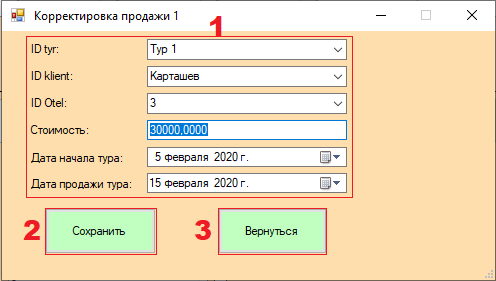 Корректировка продажи 1
1
ID tyr: Тур 1
ID klient: Карташев
ID Otel: 3
Стоимость: 30000,0000
Дата начала тура: 5 февраля 2020 г.
Дата продажи тура: 15 февраля 2020 г.
2 Сохранить 3 Вернуться